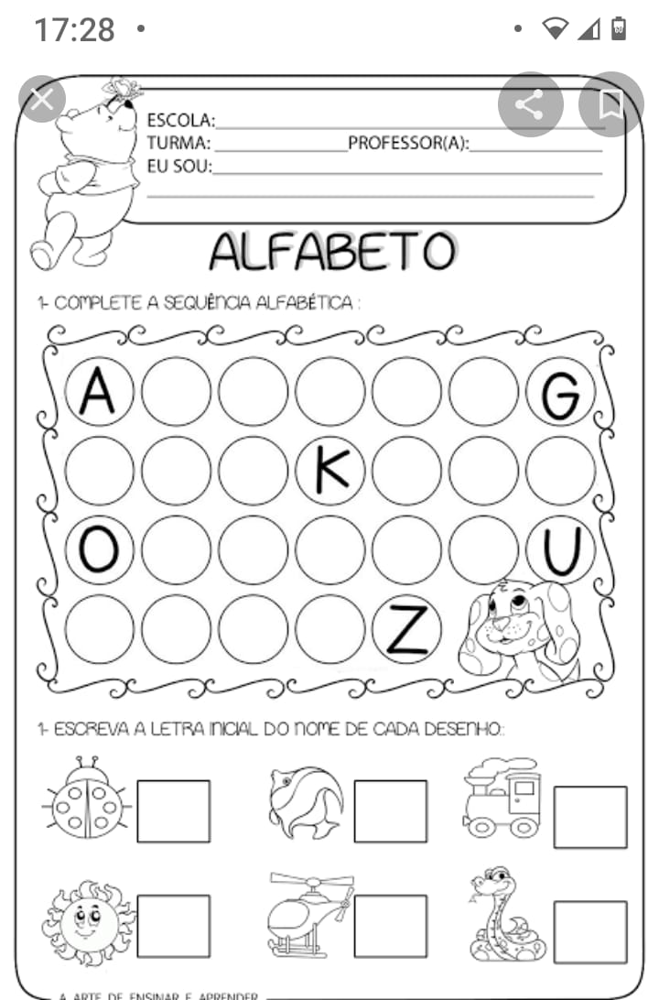 17:28
60
ESCOLA:
TURMA: PROFESSOR(A):
EU SOU:
ALFABETO
1- COMPLETE A SEQUÊNCIA ALFABÉTICA :
A G
K
O U
Z
1- ESCREVA A LETRA INICIAL DO NOME DE CADA DESENHO:
A ARTE DE ENSINAR E APRENDER